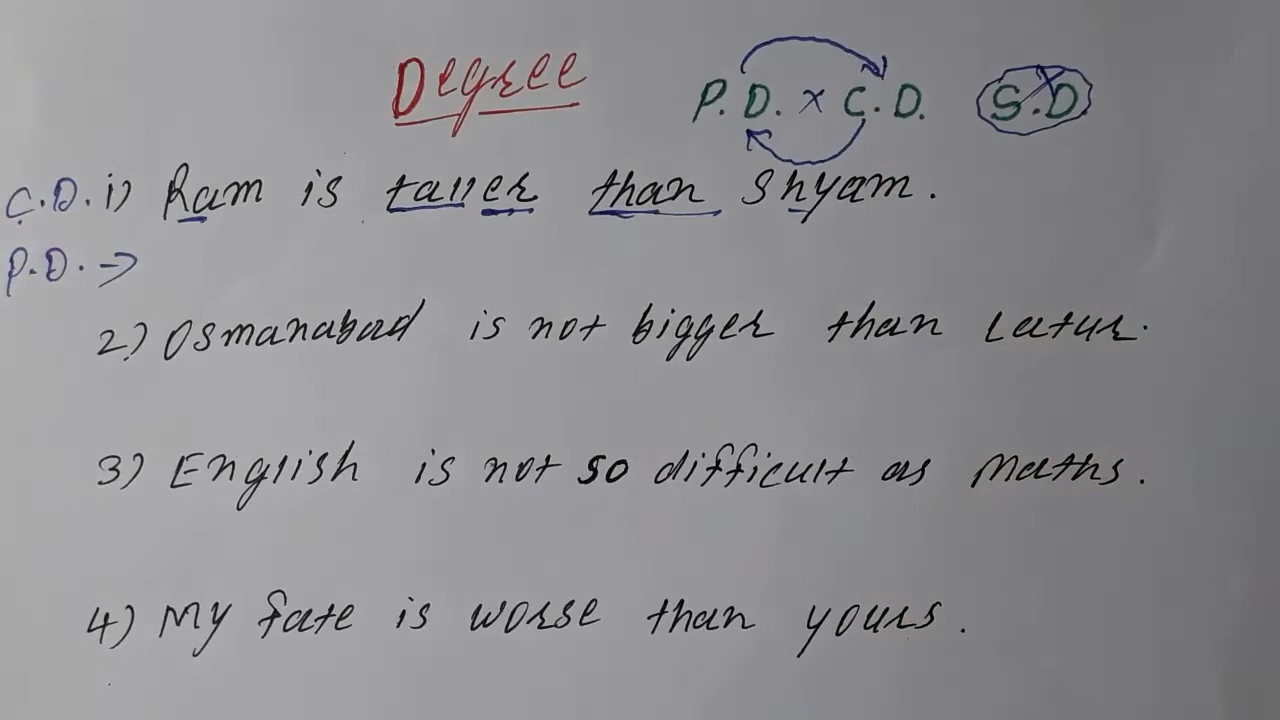 Degree
P.D. x C.D. S.D
C.D. 1) Ram is taller than Shyam.
P.D. →
2) Osmanabad is not bigger than Latur.
3) English is not so difficult as Maths.
4) My fate is worse than yours.